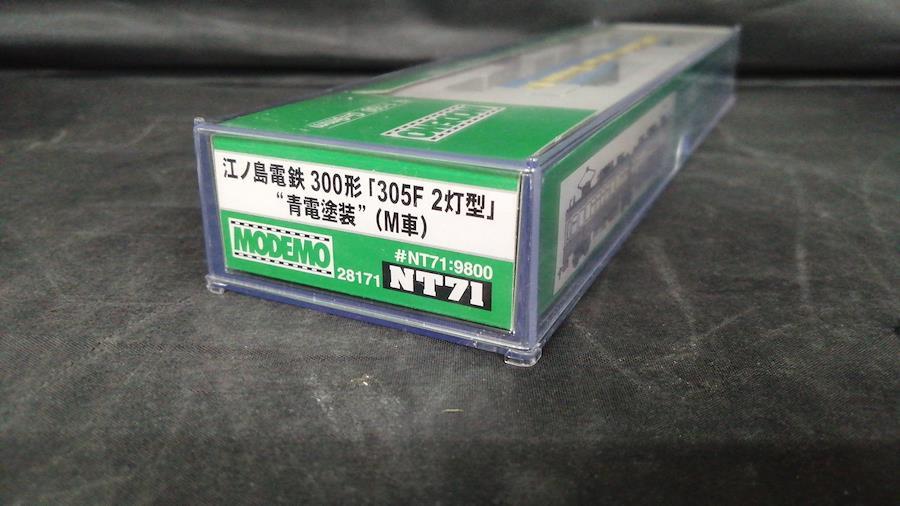 江ノ島電鉄 300形「305F 2灯型」
“青電塗装”(M車)
MODEMO
#NT71:9800
28171 NT71
MODEMO